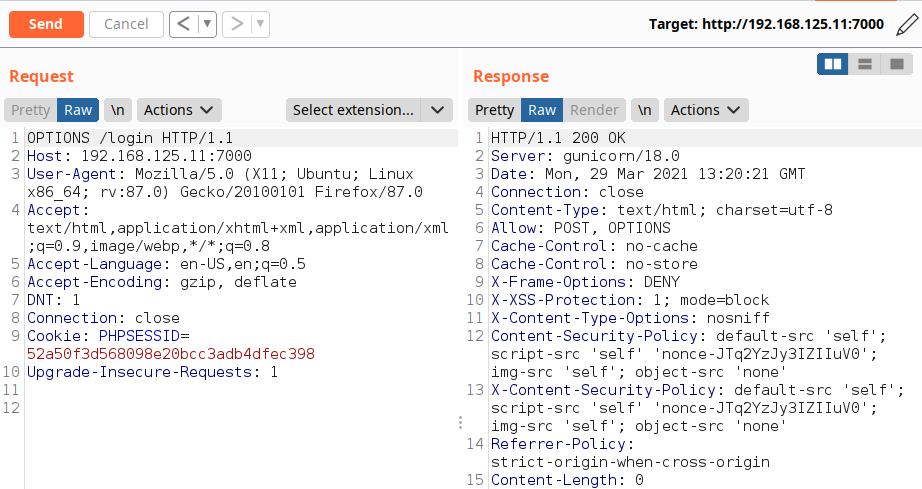 Send Cancel < ▼ > ▼ Target: http://192.168.125.11:7000
Request
Pretty Raw \n Actions Select extension...
1 OPTIONS /login HTTP/1.1
2 Host: 192.168.125.11:7000
3 User-Agent: Mozilla/5.0 (X11; Ubuntu; Linux
x86_64; rv:87.0) Gecko/20100101 Firefox/87.0
4 Accept:
text/html,application/xhtml+xml,application/xml
;q=0.9,image/webp,*/*;q=0.8
5 Accept-Language: en-US,en;q=0.5
6 Accept-Encoding: gzip, deflate
7 DNT: 1
8 Connection: close
9 Cookie: PHPSESSID=
52a50f3d568098e20bcc3adb4dfec398
10 Upgrade-Insecure-Requests: 1
11
12
Response
Pretty Raw Render \n Actions
1 HTTP/1.1 200 OK
2 Server: gunicorn/18.0
3 Date: Mon, 29 Mar 2021 13:20:21 GMT
4 Connection: close
5 Content-Type: text/html; charset=utf-8
6 Allow: POST, OPTIONS
7 Cache-Control: no-cache
8 Cache-Control: no-store
9 X-Frame-Options: DENY
10 X-XSS-Protection: 1; mode=block
11 X-Content-Type-Options: nosniff
12 Content-Security-Policy: default-src 'self';
script-src 'self' 'nonce-JTq2YzJy3IZIIuV0';
img-src 'self'; object-src 'none'
13 X-Content-Security-Policy: default-src 'self';
script-src 'self' 'nonce-JTq2YzJy3IZIIuV0';
img-src 'self'; object-src 'none'
14 Referrer-Policy:
strict-origin-when-cross-origin
15 Content-Length: 0